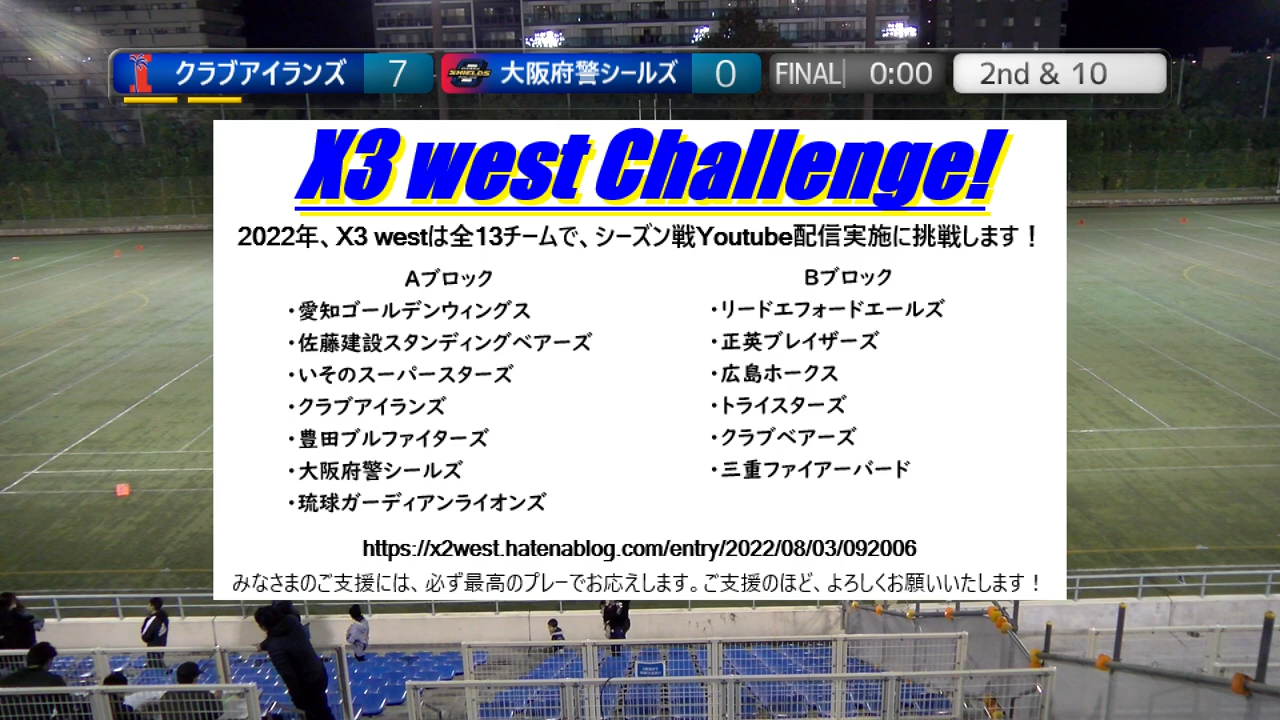 クラブアイランズ 7 SHIELDS 大阪府警シールズ 0 FINAL 0:00 2nd & 10
X3 west Challenge!
2022年、X3 westは全13チームで、シーズン戦Youtube配信実施に挑戦します！
Aブロック
・愛知ゴールデンウィングス
・佐藤建設スタンディングベアーズ
・いそのスーパースターズ
・クラブアイランズ
・豊田ブルファイターズ
・大阪府警シールズ
・琉球ガーディアンライオンズ
Bブロック
・リードエフォードエールズ
・正英ブレイザーズ
・広島ホークス
・トライスターズ
・クラブベアーズ
・三重ファイアーバード
https://x2west.hatenablog.com/entry/2022/08/03/092006
みなさまのご支援には、必ず最高のプレーでお応えします。ご支援のほど、よろしくお願いいたします！